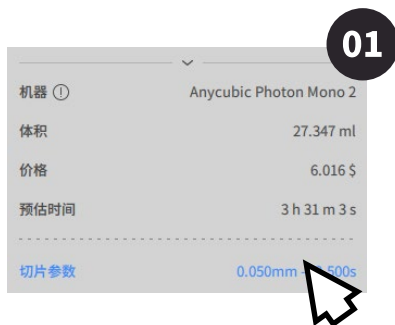 01
机器 Anycubic Photon Mono 2
体积 27.347 ml
价格 6.016 $
预估时间 3 h 31 m 3 s
切片参数 0.050mm - 500s